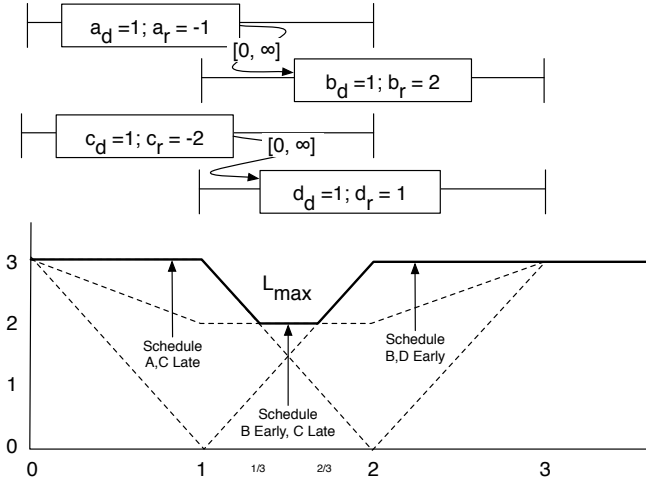 a_d =1; a_r = -1
[0, ∞]
b_d =1; b_r = 2
c_d =1; c_r = -2
[0, ∞]
d_d =1; d_r = 1
3
L_max
2
Schedule
A,C Late
Schedule
B,D Early
1
Schedule
B Early, C Late
0
0 1 1/3 2/3 2 3